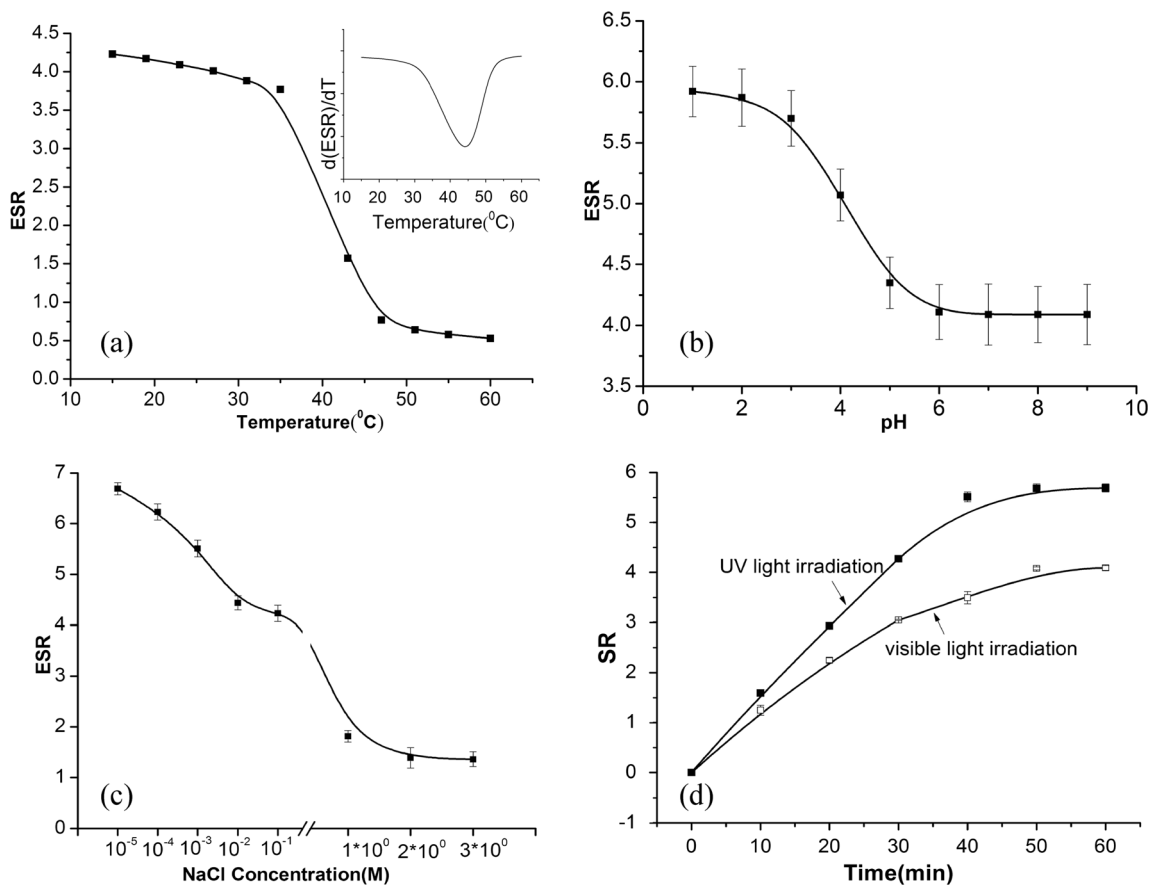 4.5
4.0
3.5
3.0
2.5
2.0
1.5
1.0
0.5
0.0
ESR
10 20 30 40 50 60
Temperature(⁰C)
(a)
d(ESR)/dT
10 20 30 40 50 60
Temperature(⁰C)
6.5
6.0
5.5
5.0
4.5
4.0
3.5
ESR
0 2 4 6 8 10
pH
(b)
7
6
5
4
3
2
1
0
ESR
10⁻⁵ 10⁻⁴ 10⁻³ 10⁻² 10⁻¹ 1*10⁰ 2*10⁰ 3*10⁰
NaCl Concentration(M)
(c)
6
5
4
3
2
1
0
-1
SR
UV light irradiation
visible light irradiation
0 10 20 30 40 50 60
Time(min)
(d)